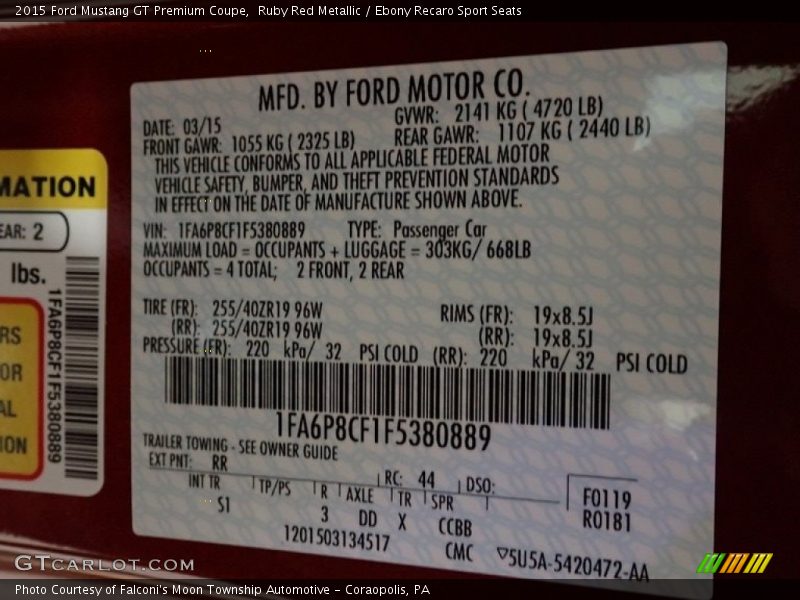 2015 Ford Mustang GT Premium Coupe,  Ruby Red Metallic / Ebony Recaro Sport Seats
MFD. BY FORD MOTOR CO.
DATE: 03/15 GVWR: 2141 KG ( 4720 LB)
FRONT GAWR: 1055 KG ( 2325 LB) REAR GAWR: 1107 KG ( 2440 LB)
THIS VEHICLE CONFORMS TO ALL APPLICABLE FEDERAL MOTOR
VEHICLE SAFETY, BUMPER, AND THEFT PREVENTION STANDARDS
IN EFFECT ON THE DATE OF MANUFACTURE SHOWN ABOVE.
VIN: 1FA6P8CF1F5380889 TYPE: Passenger Car
MAXIMUM LOAD = OCCUPANTS + LUGGAGE = 303KG/ 668LB
OCCUPANTS = 4 TOTAL; 2 FRONT, 2 REAR
TIRE (FR): 255/40ZR19 96W RIMS (FR): 19x8.5J
(RR): 255/40ZR19 96W (RR): 19x8.5J
PRESSURE (FR): 220 kPa/ 32 PSI COLD (RR): 220 kPa/ 32 PSI COLD
1FA6P8CF1F5380889
TRAILER TOWING - SEE OWNER GUIDE
EXT PNT: RR RC: 44 DSO:
INT TR TP/PS R AXLE TR SPR
S1 3 DD X CCBB
F0119
R0181
1201503134517 CMC ▽5U5A-5420472-AA
MATION
EAR: 2
lbs.
1FA6P8CF1F5380889
RS
OR
AL
ION
GTCARLOT.COM
Photo Courtesy of Falconi's Moon Township Automotive - Coraopolis, PA